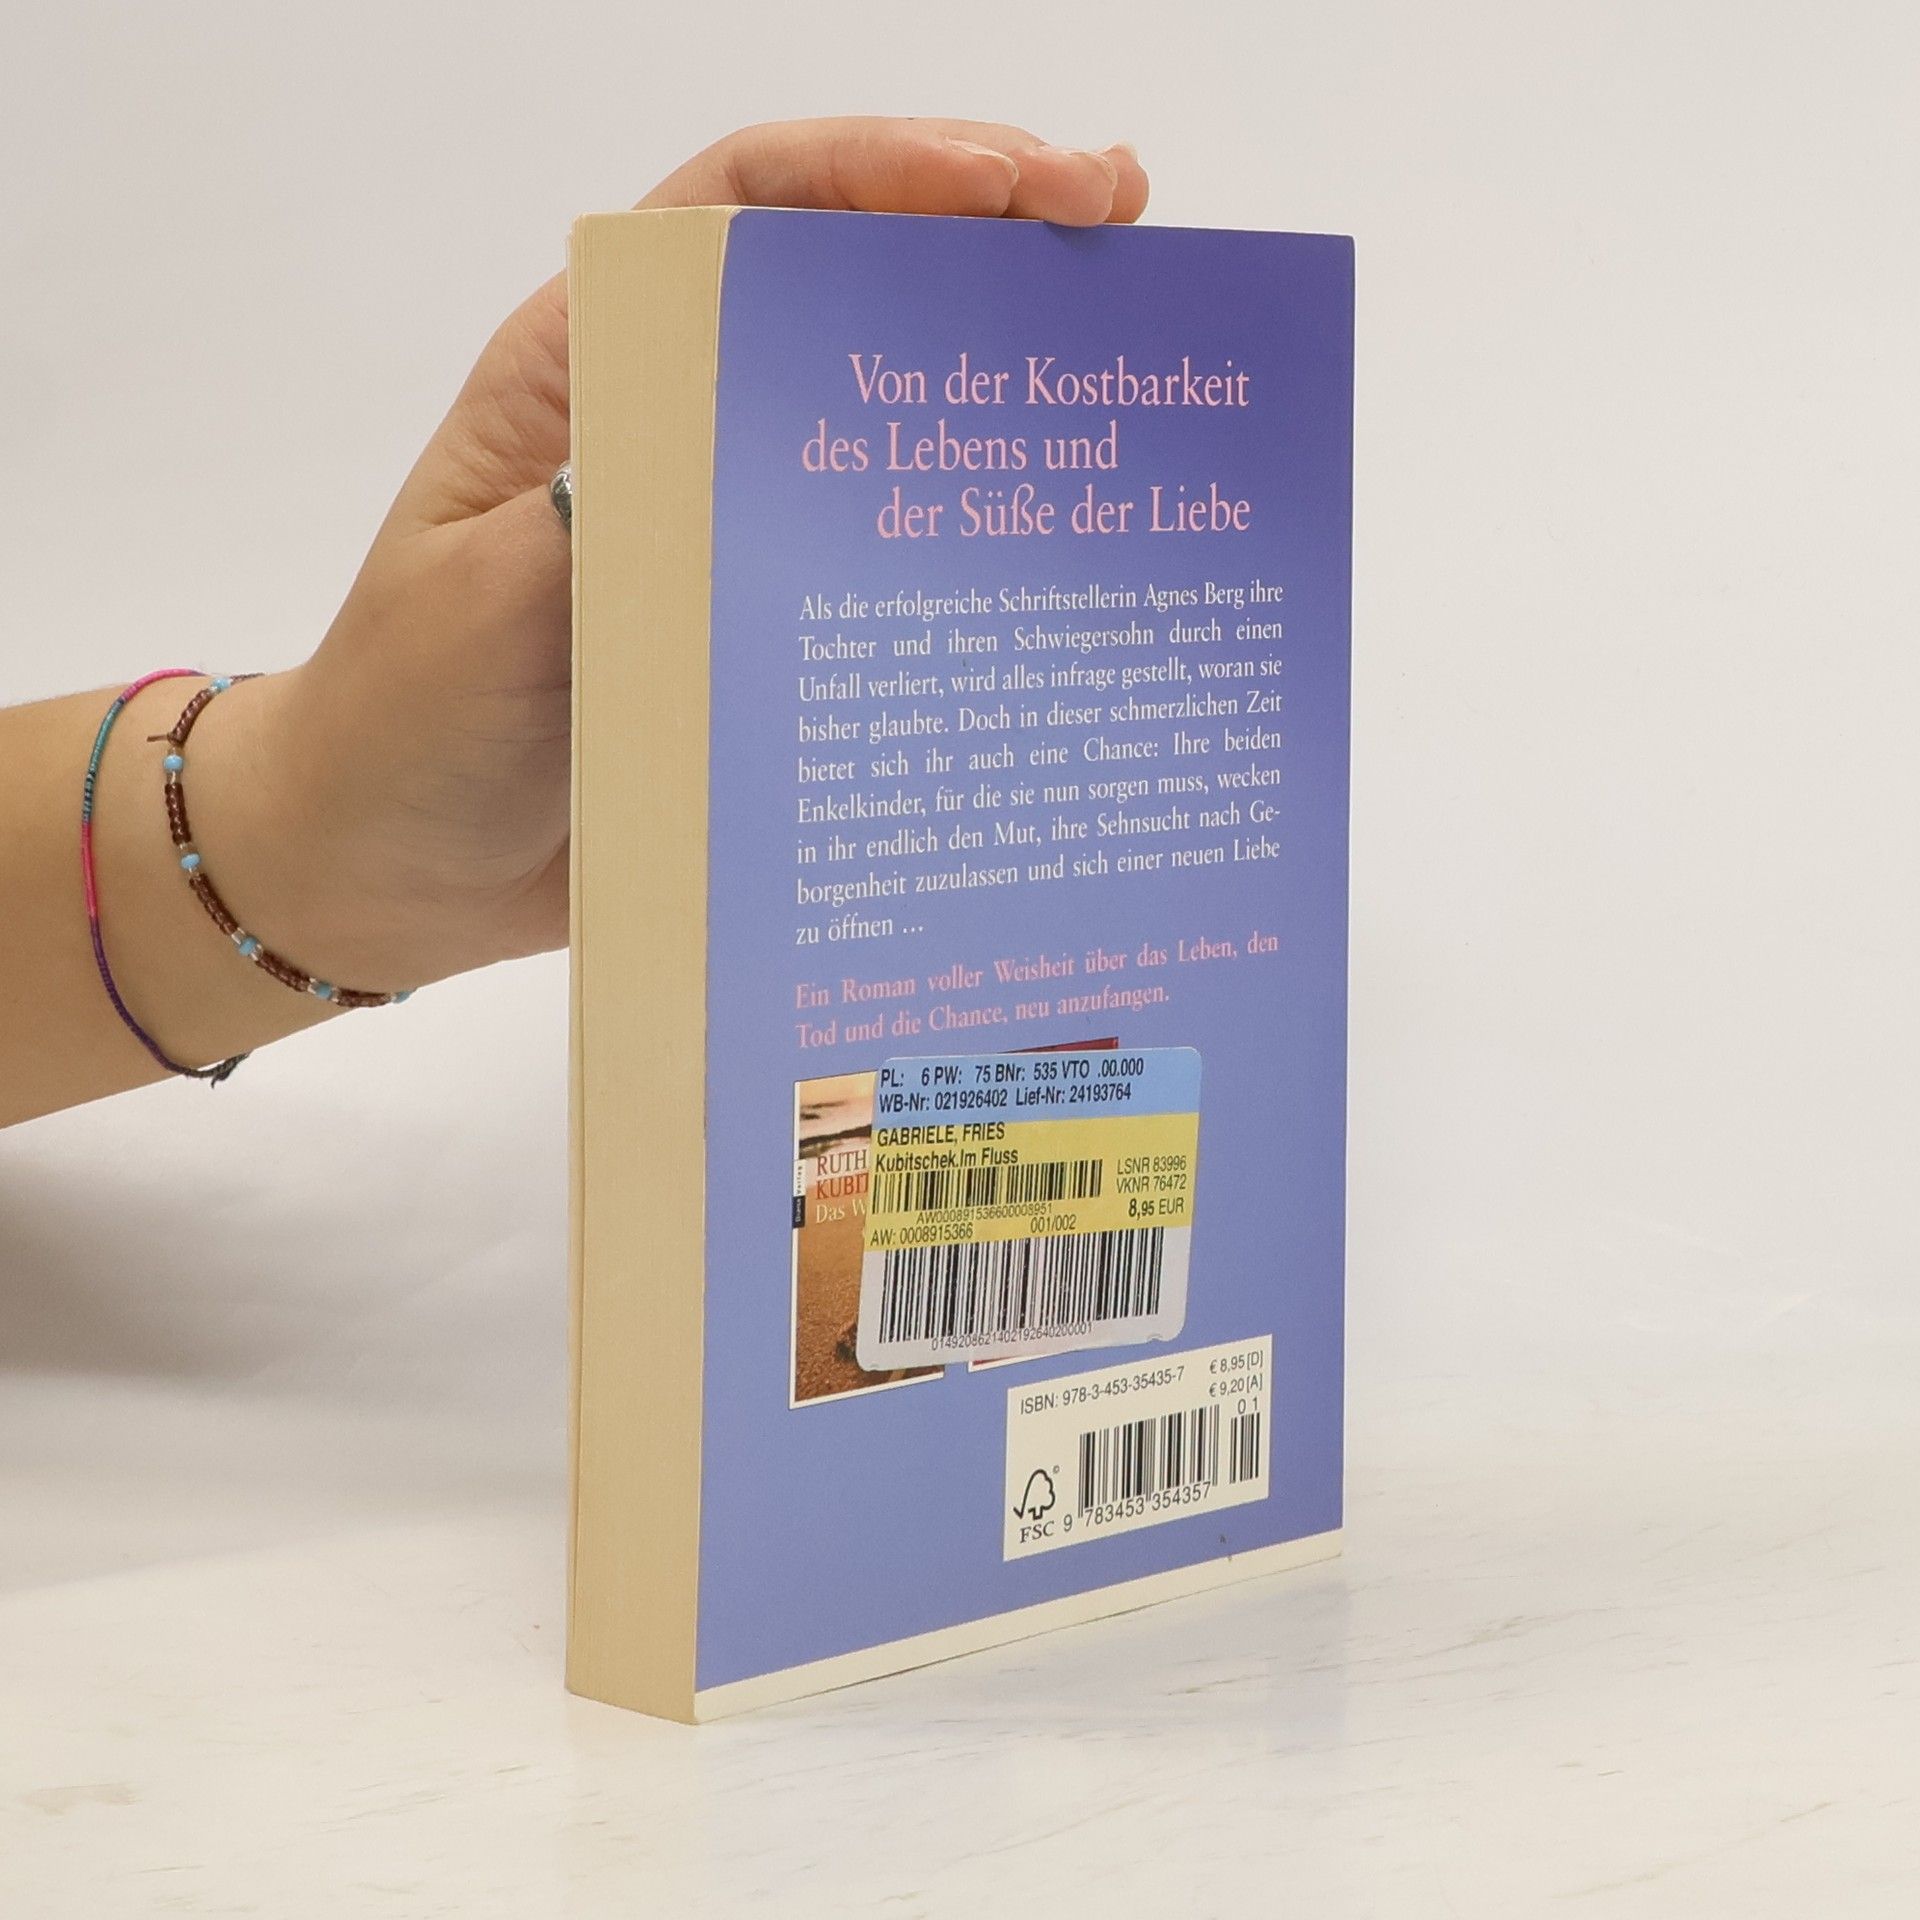 Von der Kostbarkeit
des Lebens und
der Süße der Liebe
Als die erfolgreiche Schriftstellerin Agnes Berg ihre
Tochter und ihren Schwiegersohn durch einen
Unfall verliert, wird alles infrage gestellt, woran sie
bisher glaubte. Doch in dieser schmerzlichen Zeit
bietet sich ihr auch eine Chance: Ihre beiden
Enkelkinder, für die sie nun sorgen muss, wecken
in ihr endlich den Mut, ihre Sehnsucht nach Ge-
borgenheit zuzulassen und sich einer neuen Liebe
zu öffnen ...
Ein Roman voller Weisheit über das Leben, den
Tod und die Chance, neu anzufangen.
PL: 6 PW: 75 BNr: 535 VTO .00.000
WB-Nr: 021926402 Lief-Nr: 24193764
GABRIELE, FRIES
Kubitschek.Im Fluss
LSNR 83996
VKNR 76472
8,95 EUR
AW000891536600008951
AW: 0008915366 001/002
0149208621402192640200001
RUTH
KUBIT
Das W
Diana Verlag
ISBN: 978-3-453-35435-7
€ 8,95 [D]
€ 9,20 [A]
0 1
9 783453 354357
©
FSC